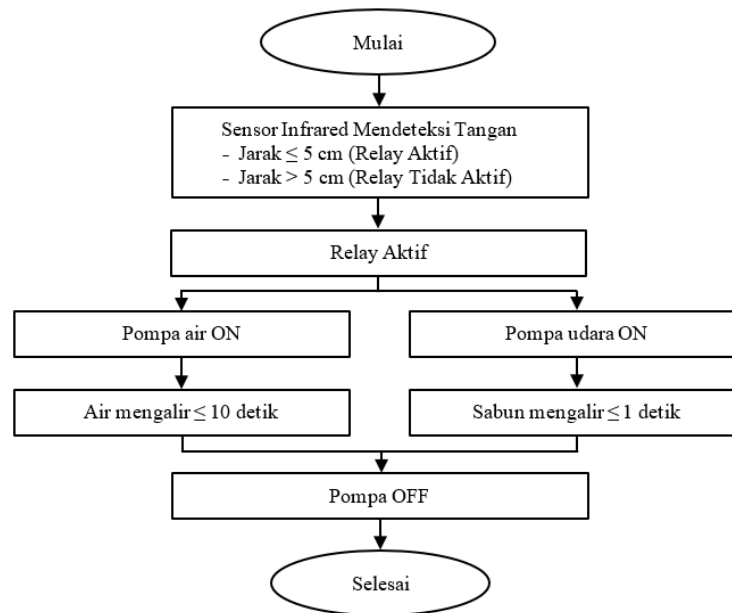 Mulai
Sensor Infrared Mendeteksi Tangan
- Jarak ≤ 5 cm (Relay Aktif)
- Jarak > 5 cm (Relay Tidak Aktif)
Relay Aktif
Pompa air ON
Pompa udara ON
Air mengalir ≤ 10 detik
Sabun mengalir ≤ 1 detik
Pompa OFF
Selesai